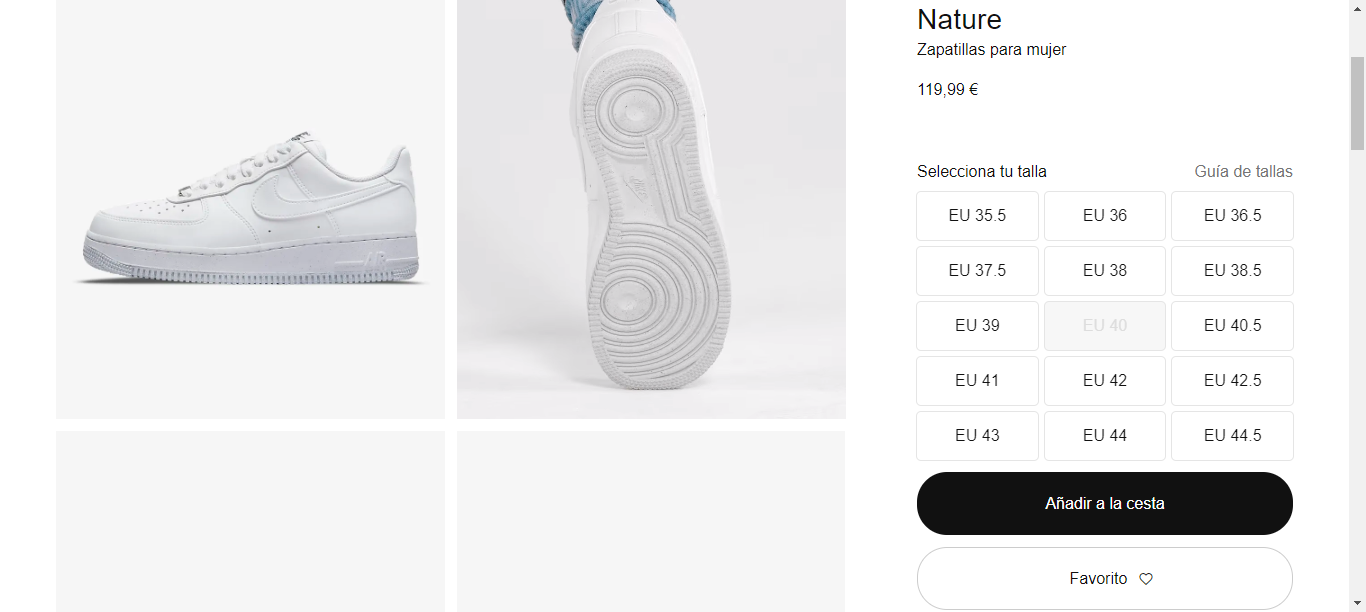 Nature
Zapatillas para mujer
119,99 €
Selecciona tu talla Guía de tallas
EU 35.5 EU 36 EU 36.5
EU 37.5 EU 38 EU 38.5
EU 39 EU 40 EU 40.5
EU 41 EU 42 EU 42.5
EU 43 EU 44 EU 44.5
Añadir a la cesta
Favorito